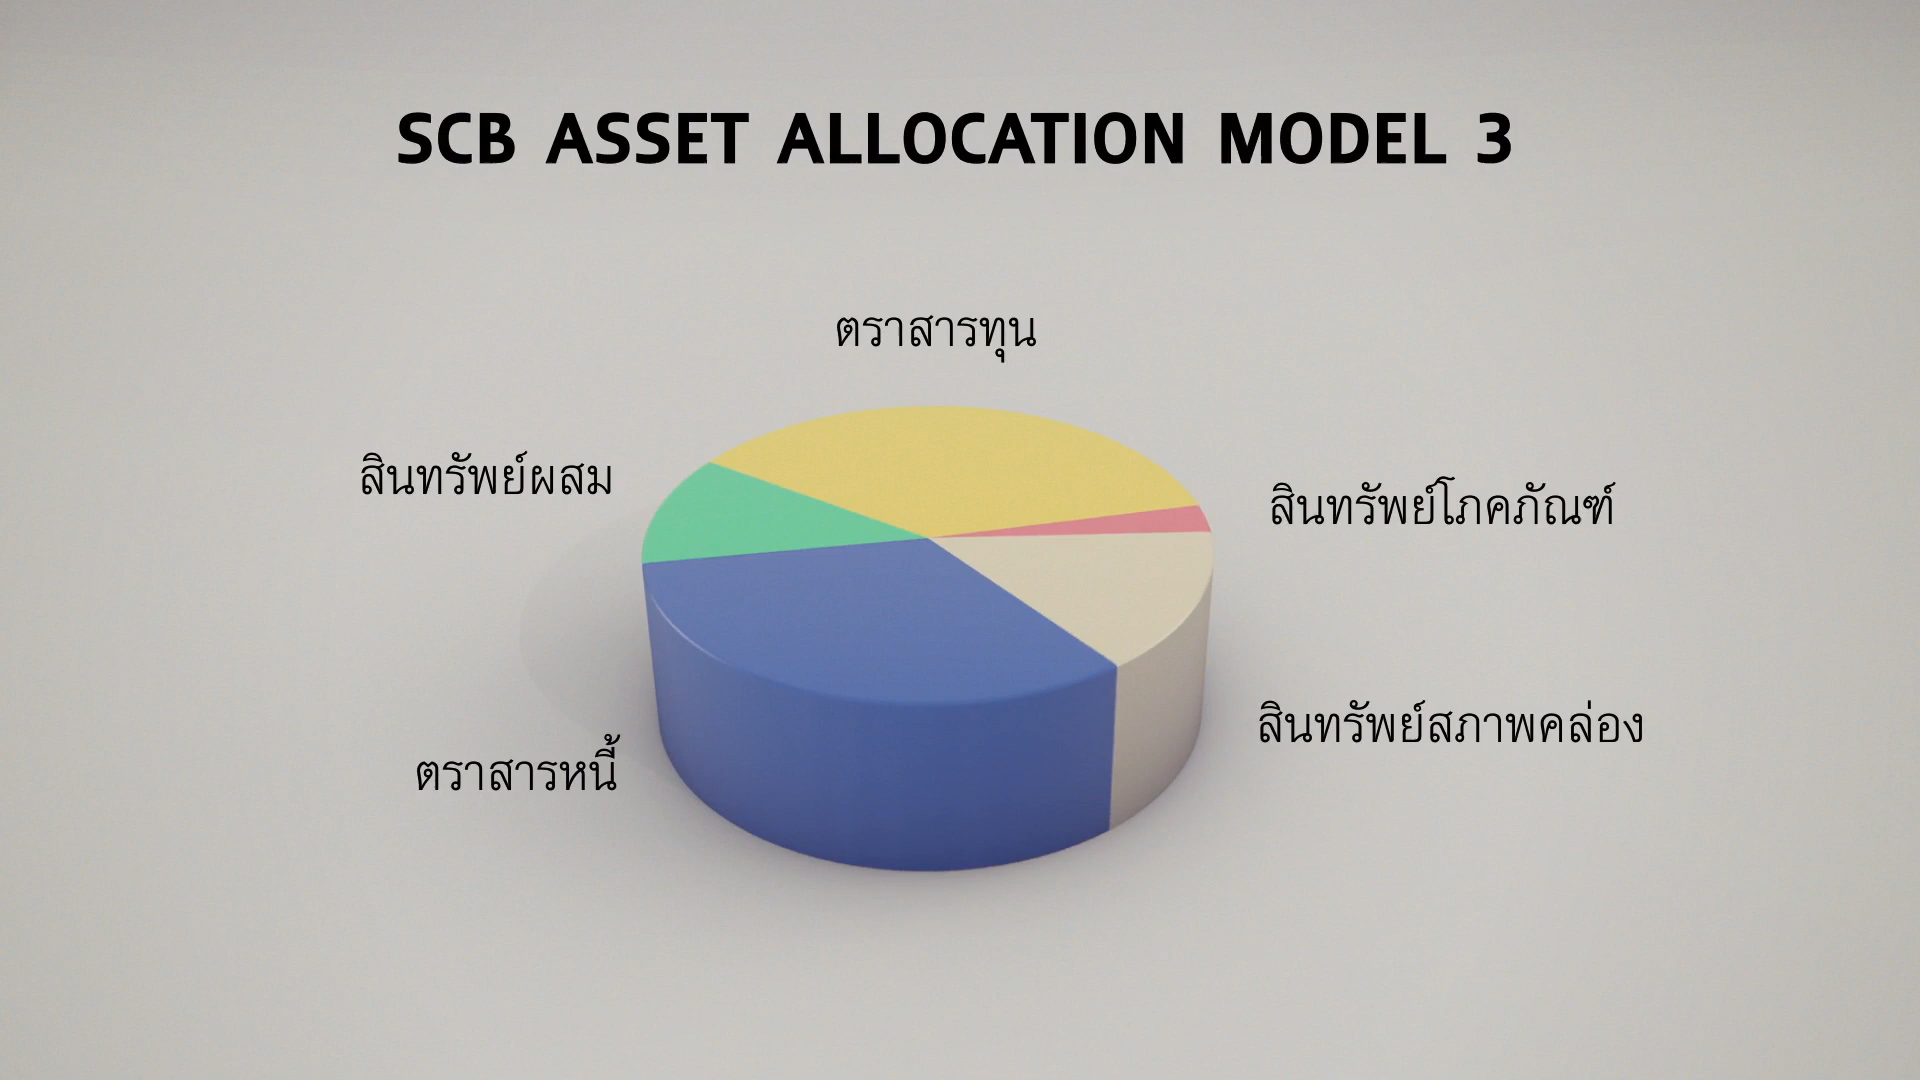 SCB ASSET ALLOCATION MODEL 3
ตราสารทุน
สินทรัพย์ผสม
สินทรัพย์โภคภัณฑ์
สินทรัพย์สภาพคล่อง
ตราสารหนี้